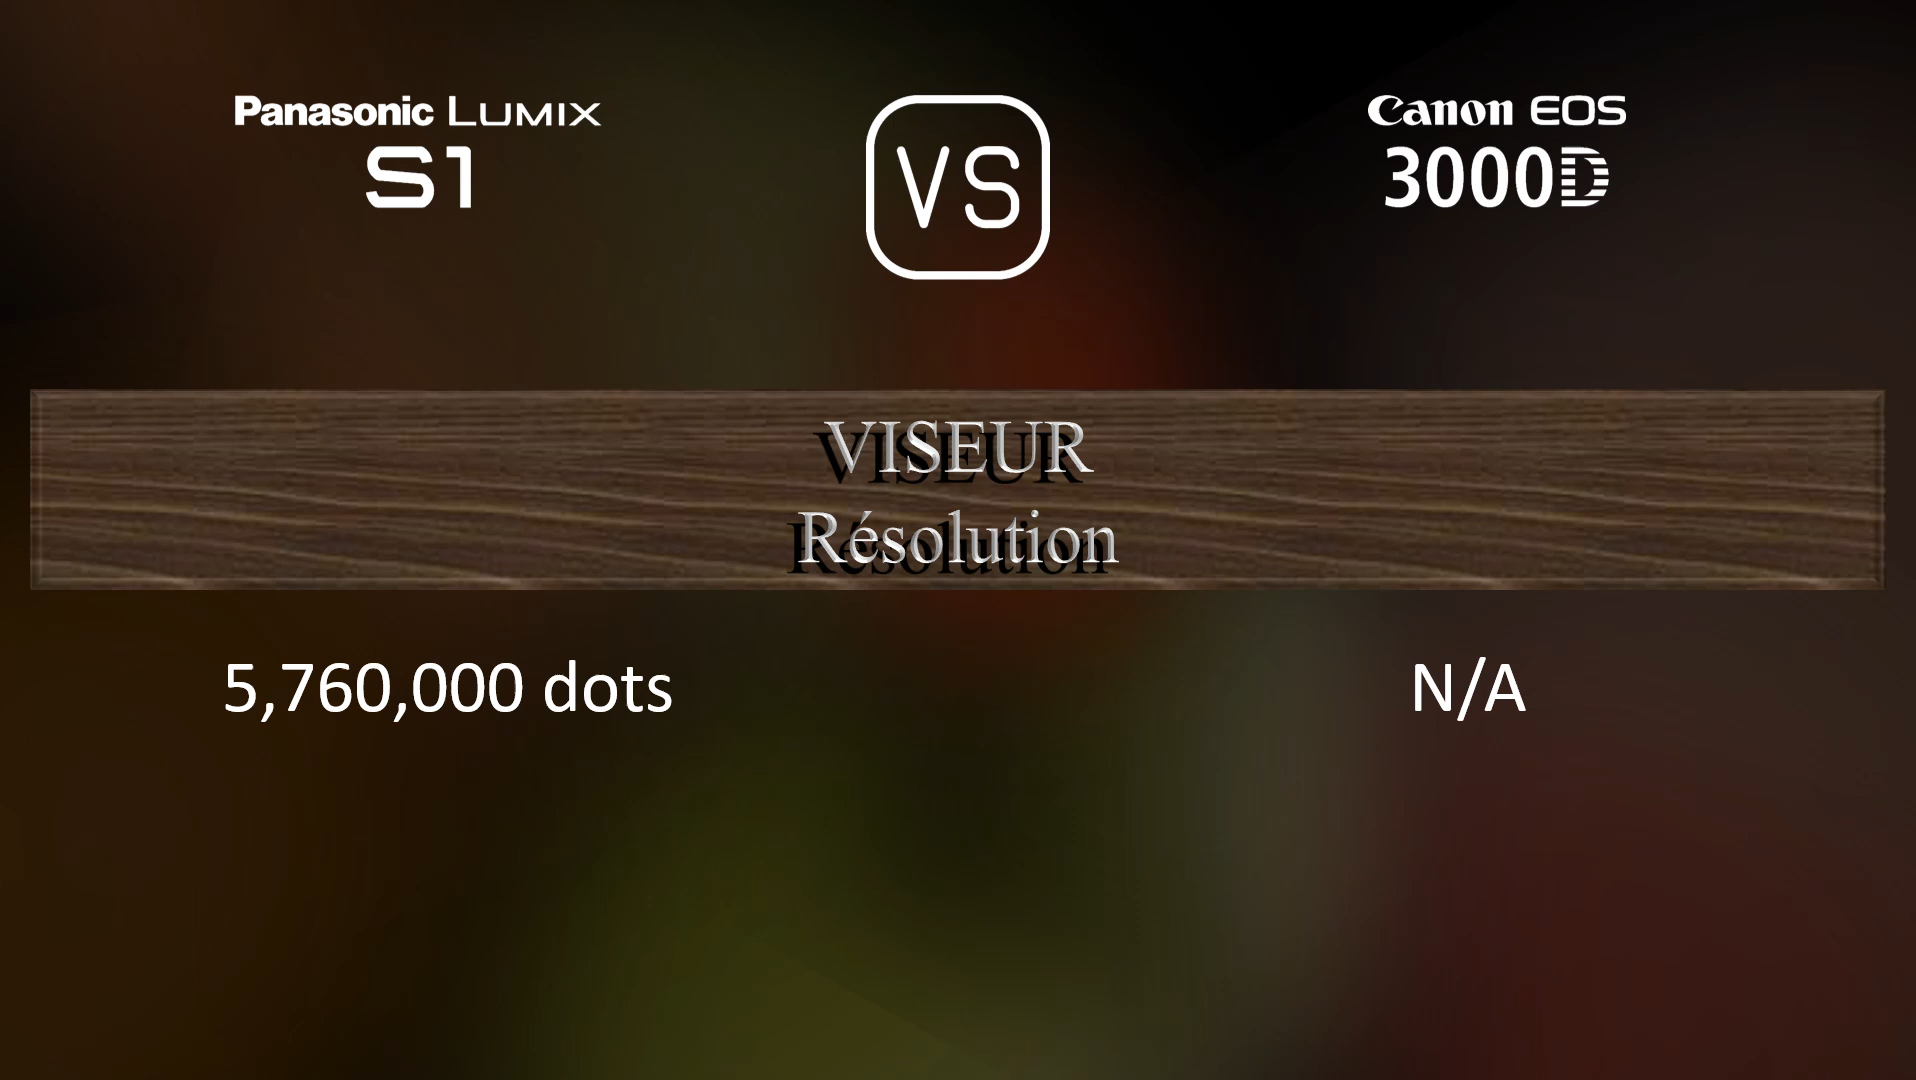 Panasonic LUMIX
S1
VS
Canon EOS
3000D
VISEUR
Résolution
5,760,000 dots
N/A